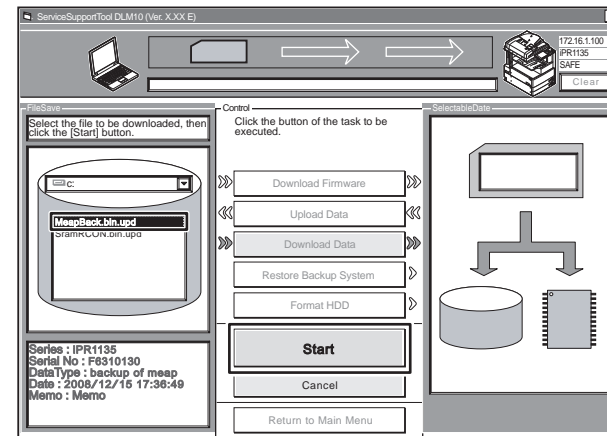 ServiceSupportTool DLM10 (Ver. X.XX E)
172.16.1.100
iPR1135
SAFE
Clear
FileSave
Select the file to be downloaded, then
click the [Start] button.
C:
MeapBack.bin.upd
SramRCON.bin.upd
Series : iPR1135
Serial No : F6310130
DataType : backup of meap
Date : 2008/12/15 17:36:49
Memo : Memo
Control
Click the button of the task to be
executed.
Download Firmware
Upload Data
Download Data
Restore Backup System
Format HDD
Start
Cancel
Return to Main Menu
SelectableDate